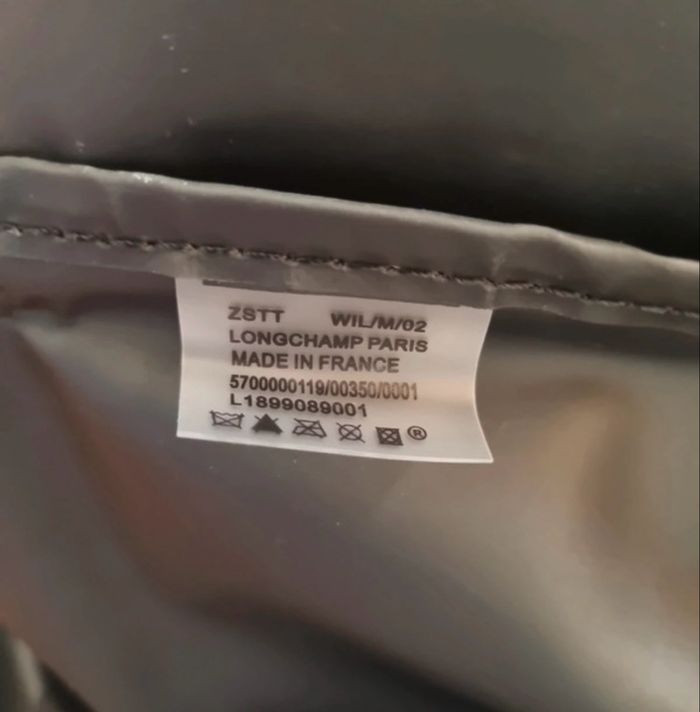 ZSTT WIL/M/02
LONGCHAMP PARIS
MADE IN FRANCE
5700000119/00350/0001
L1899089001
®